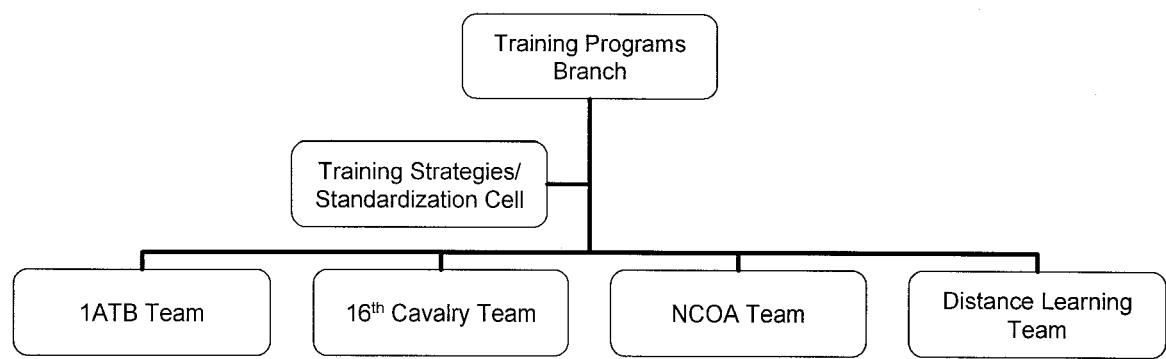 Training Programs
Branch
Training Strategies/
Standardization Cell
1ATB Team
16th Cavalry Team
NCOA Team
Distance Learning
Team